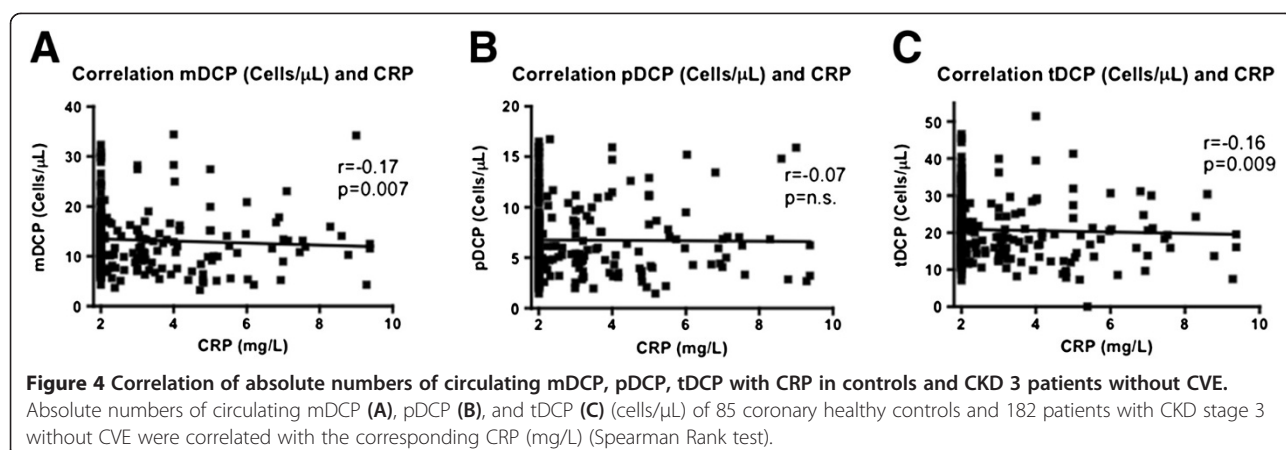 A
B
C
Correlation mDCP (Cells/µL) and CRP
Correlation pDCP (Cells/µL) and CRP
Correlation tDCP (Cells/µL) and CRP
mDCP (Cells/µL)
40
30
20
10
0
r=-0.17
p=0.007
2 4 6 8 10
CRP (mg/L)
pDCP (Cells/µL)
20
15
10
5
0
r=-0.07
p=n.s.
2 4 6 8 10
CRP (mg/L)
tDCP (Cells/µL)
50
40
30
20
10
0
r=-0.16
p=0.009
2 4 6 8 10
CRP (mg/L)
Figure 4 Correlation of absolute numbers of circulating mDCP, pDCP, tDCP with CRP in controls and CKD 3 patients without CVE.
Absolute numbers of circulating mDCP (A), pDCP (B), and tDCP (C) (cells/µL) of 85 coronary healthy controls and 182 patients with CKD stage 3
without CVE were correlated with the corresponding CRP (mg/L) (Spearman Rank test).